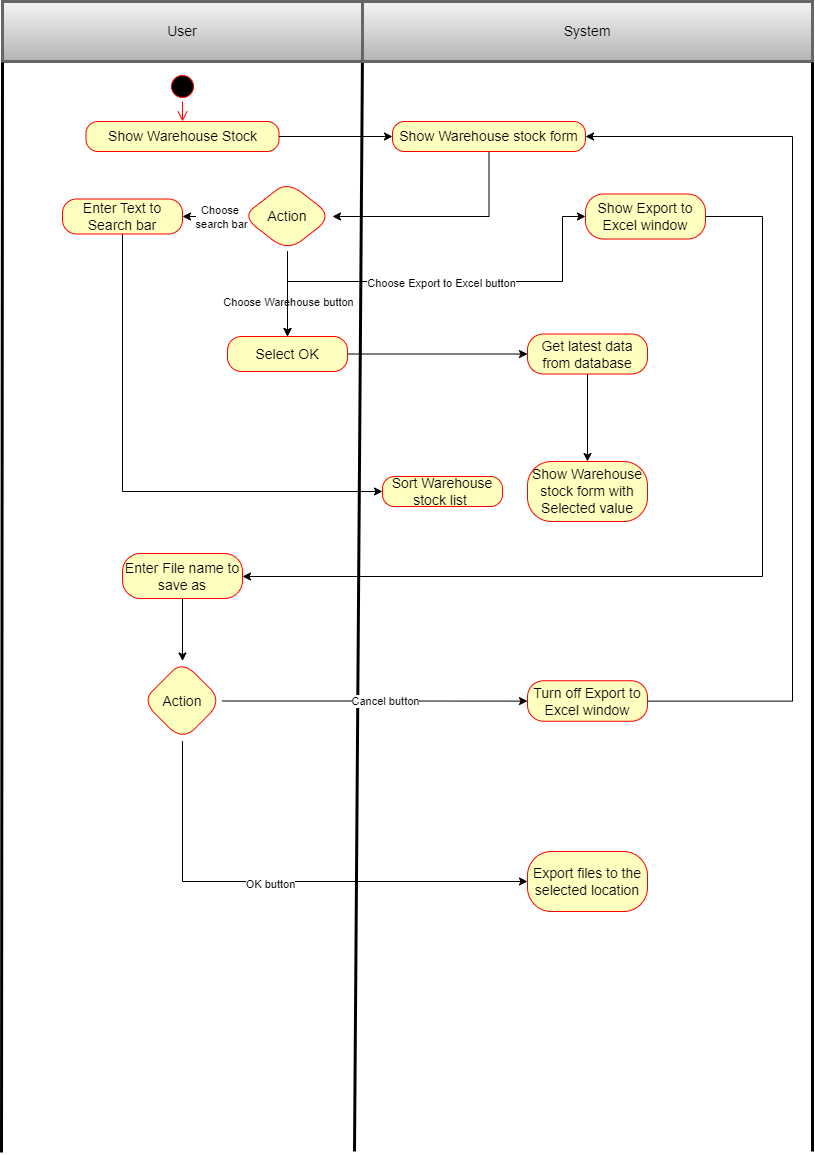 User
System
Show Warehouse Stock
Show Warehouse stock form
Enter Text to
Search bar
Choose
search bar
Action
Show Export to
Excel window
Choose Export to Excel button
Choose Warehouse button
Select OK
Get latest data
from database
Sort Warehouse
stock list
Show Warehouse
stock form with
Selected value
Enter File name to
save as
Action
Cancel button
Turn off Export to
Excel window
OK button
Export files to the
selected location